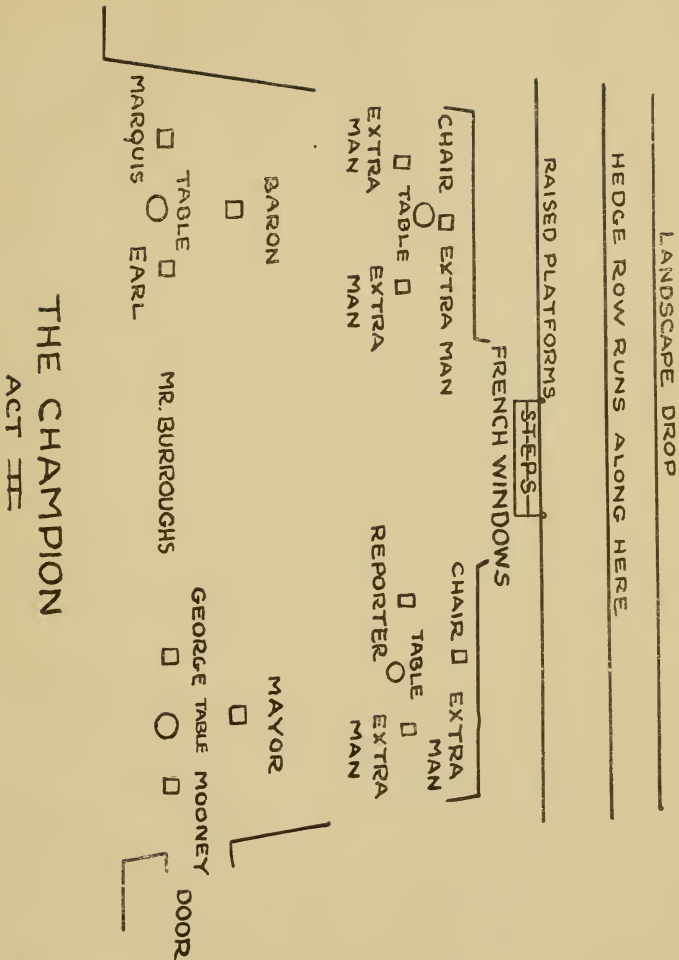 LANDSCAPE DROP
HEDGE ROW RUNS ALONG HERE
RAISED PLATFORMS
STEPS
FRENCH WINDOWS
CHAIR
EXTRA MAN
TABLE
EXTRA
MAN
EXTRA
MAN
CHAIR
EXTRA
MAN
TABLE
REPORTER
EXTRA
MAN
BARON
TABLE
MARQUIS
EARL
MR. BURROUGHS
MAYOR
GEORGE
TABLE
MOONEY
DOOR
THE CHAMPION
ACT II